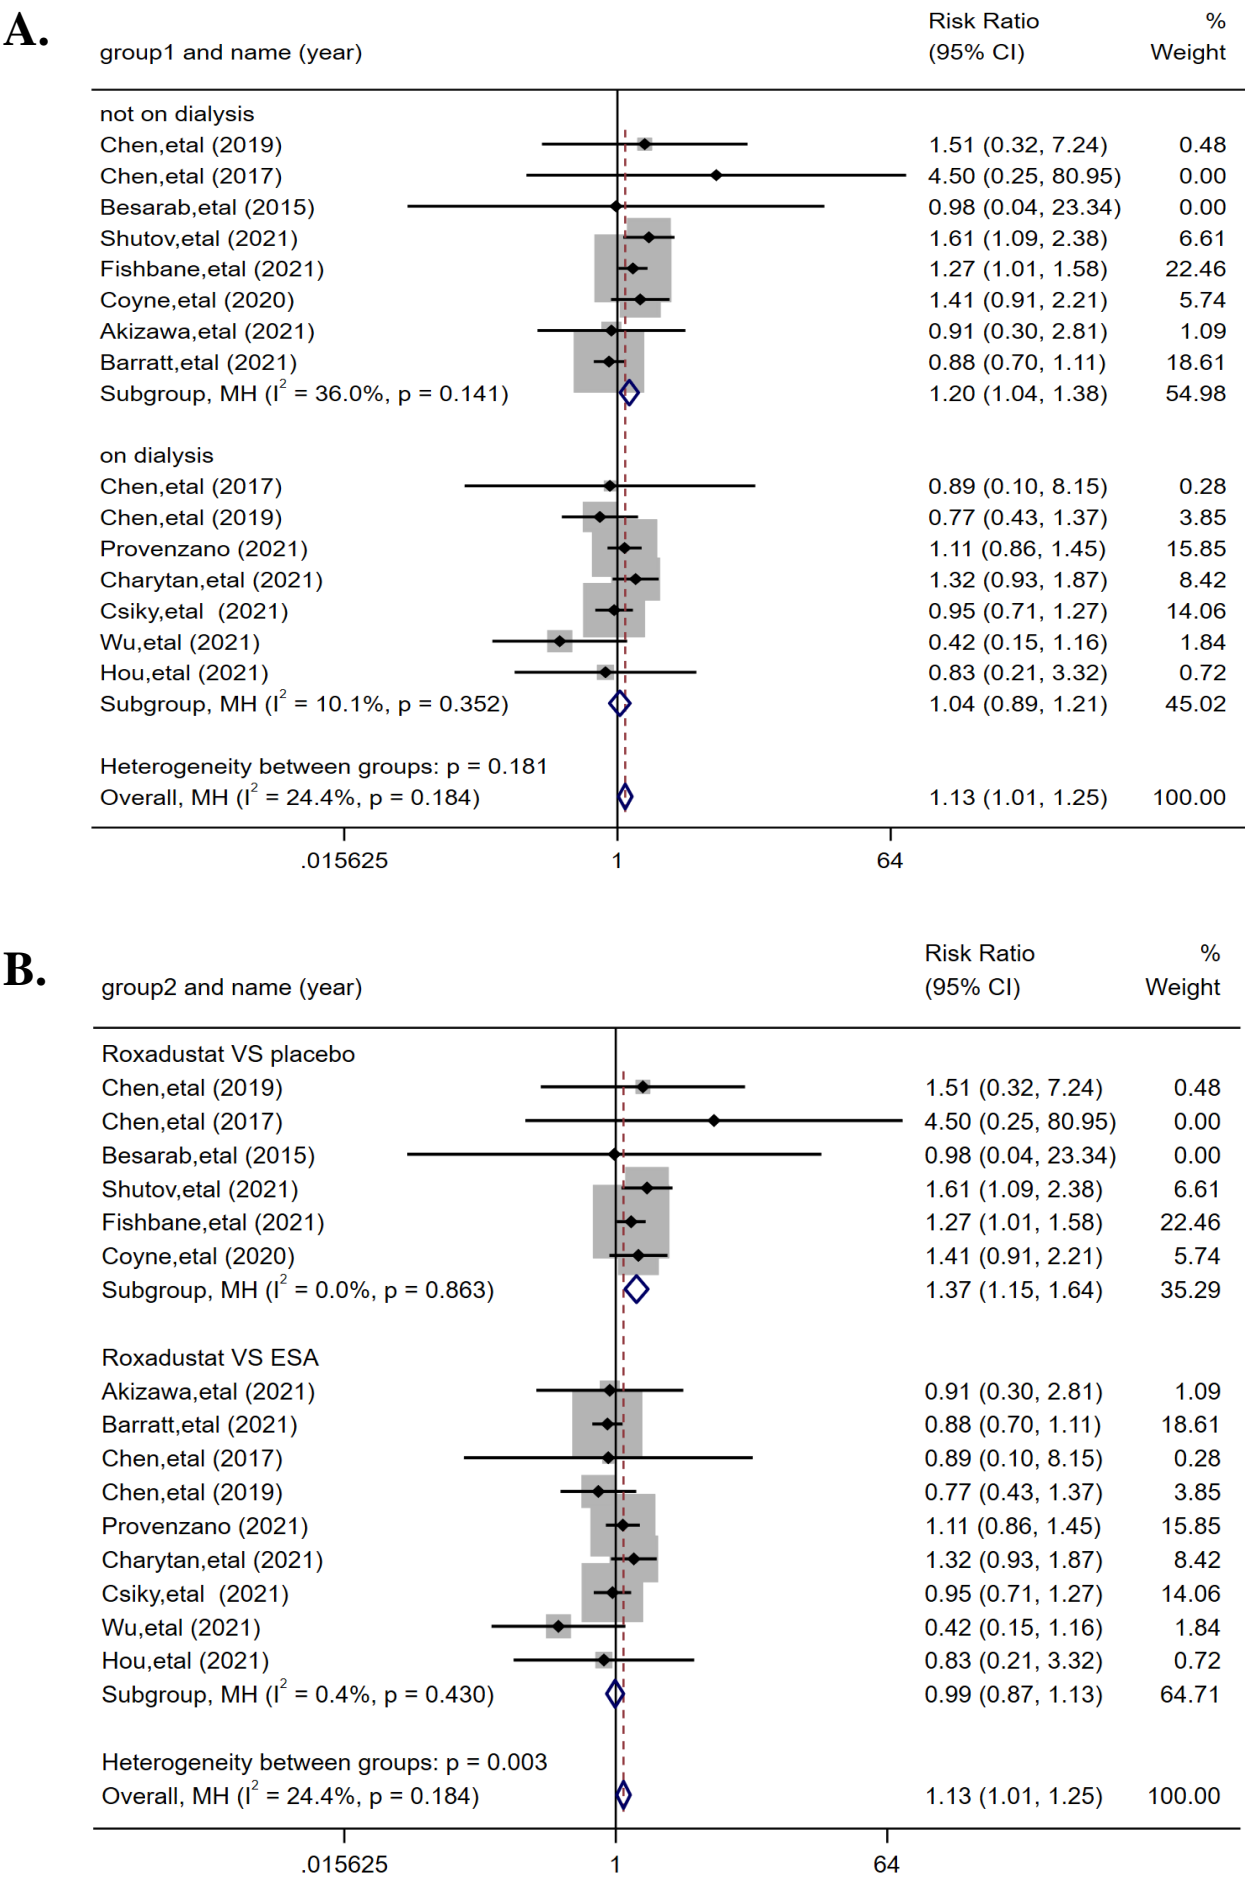 A.
Risk Ratio %
group1 and name (year) (95% CI) Weight
not on dialysis
Chen,etal (2019) 1.51 (0.32, 7.24) 0.48
Chen,etal (2017) 4.50 (0.25, 80.95) 0.00
Besarab,etal (2015) 0.98 (0.04, 23.34) 0.00
Shutov,etal (2021) 1.61 (1.09, 2.38) 6.61
Fishbane,etal (2021) 1.27 (1.01, 1.58) 22.46
Coyne,etal (2020) 1.41 (0.91, 2.21) 5.74
Akizawa,etal (2021) 0.91 (0.30, 2.81) 1.09
Barratt,etal (2021) 0.88 (0.70, 1.11) 18.61
Subgroup, MH (I² = 36.0%, p = 0.141) 1.20 (1.04, 1.38) 54.98
on dialysis
Chen,etal (2017) 0.89 (0.10, 8.15) 0.28
Chen,etal (2019) 0.77 (0.43, 1.37) 3.85
Provenzano (2021) 1.11 (0.86, 1.45) 15.85
Charytan,etal (2021) 1.32 (0.93, 1.87) 8.42
Csiky,etal (2021) 0.95 (0.71, 1.27) 14.06
Wu,etal (2021) 0.42 (0.15, 1.16) 1.84
Hou,etal (2021) 0.83 (0.21, 3.32) 0.72
Subgroup, MH (I² = 10.1%, p = 0.352) 1.04 (0.89, 1.21) 45.02
Heterogeneity between groups: p = 0.181
Overall, MH (I² = 24.4%, p = 0.184) 1.13 (1.01, 1.25) 100.00
.015625 1 64
B.
Risk Ratio %
group2 and name (year) (95% CI) Weight
Roxadustat VS placebo
Chen,etal (2019) 1.51 (0.32, 7.24) 0.48
Chen,etal (2017) 4.50 (0.25, 80.95) 0.00
Besarab,etal (2015) 0.98 (0.04, 23.34) 0.00
Shutov,etal (2021) 1.61 (1.09, 2.38) 6.61
Fishbane,etal (2021) 1.27 (1.01, 1.58) 22.46
Coyne,etal (2020) 1.41 (0.91, 2.21) 5.74
Subgroup, MH (I² = 0.0%, p = 0.863) 1.37 (1.15, 1.64) 35.29
Roxadustat VS ESA
Akizawa,etal (2021) 0.91 (0.30, 2.81) 1.09
Barratt,etal (2021) 0.88 (0.70, 1.11) 18.61
Chen,etal (2017) 0.89 (0.10, 8.15) 0.28
Chen,etal (2019) 0.77 (0.43, 1.37) 3.85
Provenzano (2021) 1.11 (0.86, 1.45) 15.85
Charytan,etal (2021) 1.32 (0.93, 1.87) 8.42
Csiky,etal (2021) 0.95 (0.71, 1.27) 14.06
Wu,etal (2021) 0.42 (0.15, 1.16) 1.84
Hou,etal (2021) 0.83 (0.21, 3.32) 0.72
Subgroup, MH (I² = 0.4%, p = 0.430) 0.99 (0.87, 1.13) 64.71
Heterogeneity between groups: p = 0.003
Overall, MH (I² = 24.4%, p = 0.184) 1.13 (1.01, 1.25) 100.00
.015625 1 64